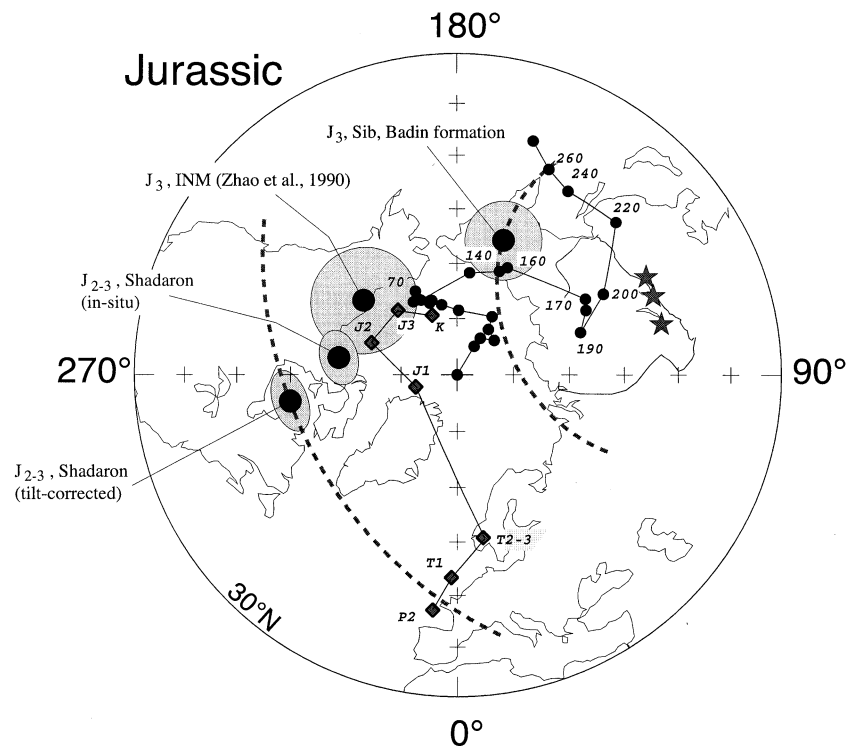 180°
Jurassic
J3, Sib, Badin formation
260
240
J3, INM (Zhao et al., 1990)
220
140
160
J2-3, Shadaron
(in-situ)
70
200
170
J2
J3
K
190
270°
J1
90°
J2-3, Shadaron
(tilt-corrected)
T2-3
T1
30°N
P2
0°